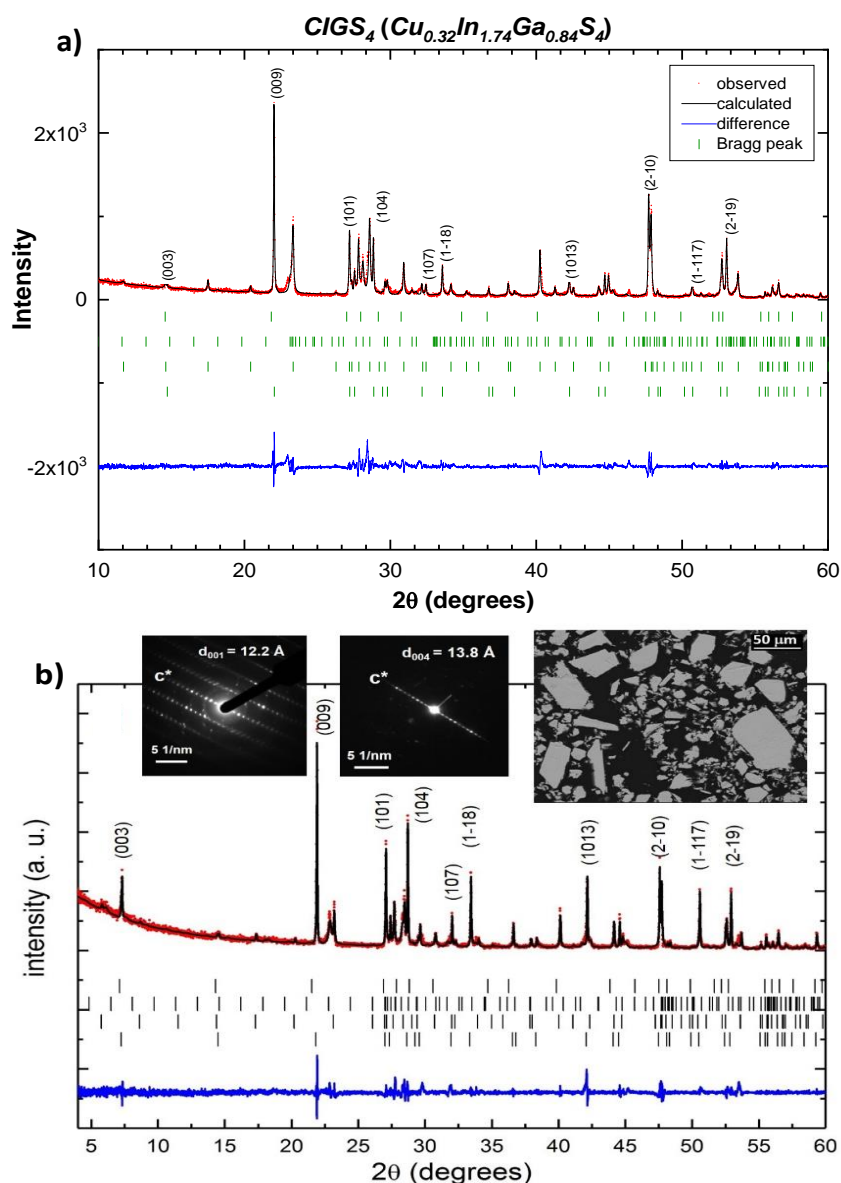 a)
CIGS4 (Cu0.32In1.74Ga0.84S4)
observed
calculated
difference
Bragg peak
(009)
(2-10)
(101)
(104)
(2-19)
(003)
(107)
(1-18)
(1013)
(1-117)
2x10³
0
-2x10³
Intensity
10 20 30 40 50 60
2θ (degrees)
b)
d001 = 12.2 Å
c*
5 1/nm
d004 = 13.8 Å
c*
5 1/nm
50 µm
(009)
(003)
(101)
(104)
(107)
(1-18)
(1013)
(2-10)
(1-117)
(2-19)
intensity (a. u.)
5 10 15 20 25 30 35 40 45 50 55 60
2θ (degrees)